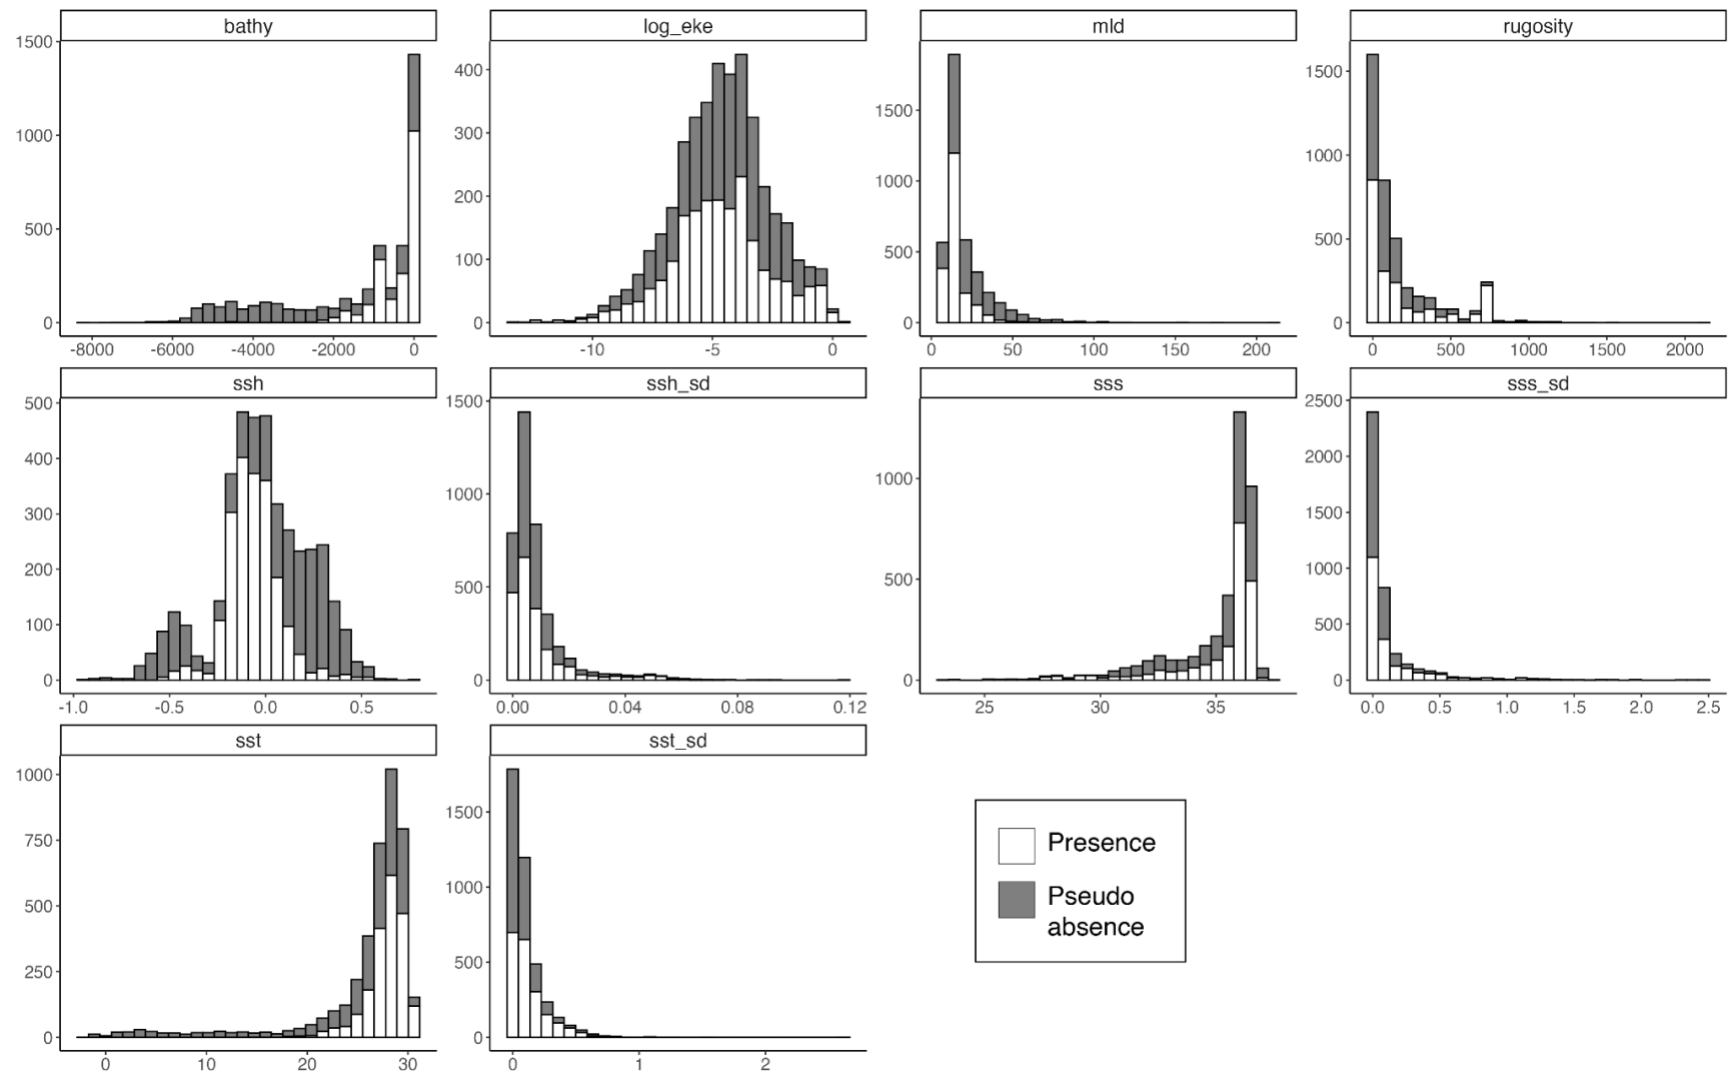 bathy
log_eke
mld
rugosity
1500
1000
500
0
400
300
200
100
0
1500
1000
500
0
1500
1000
500
0
-8000 -6000 -4000 -2000 0
-10 -5 0
0 50 100 150 200
0 500 1000 1500 2000
ssh
ssh_sd
sss
sss_sd
500
400
300
200
100
0
1500
1000
500
0
1000
500
0
2500
2000
1500
1000
500
0
-1.0 -0.5 0.0 0.5
0.00 0.04 0.08 0.12
25 30 35
0.0 0.5 1.0 1.5 2.0 2.5
sst
sst_sd
1000
750
500
250
0
1500
1000
500
0
0 10 20 30
0 1 2
Presence
Pseudo
absence